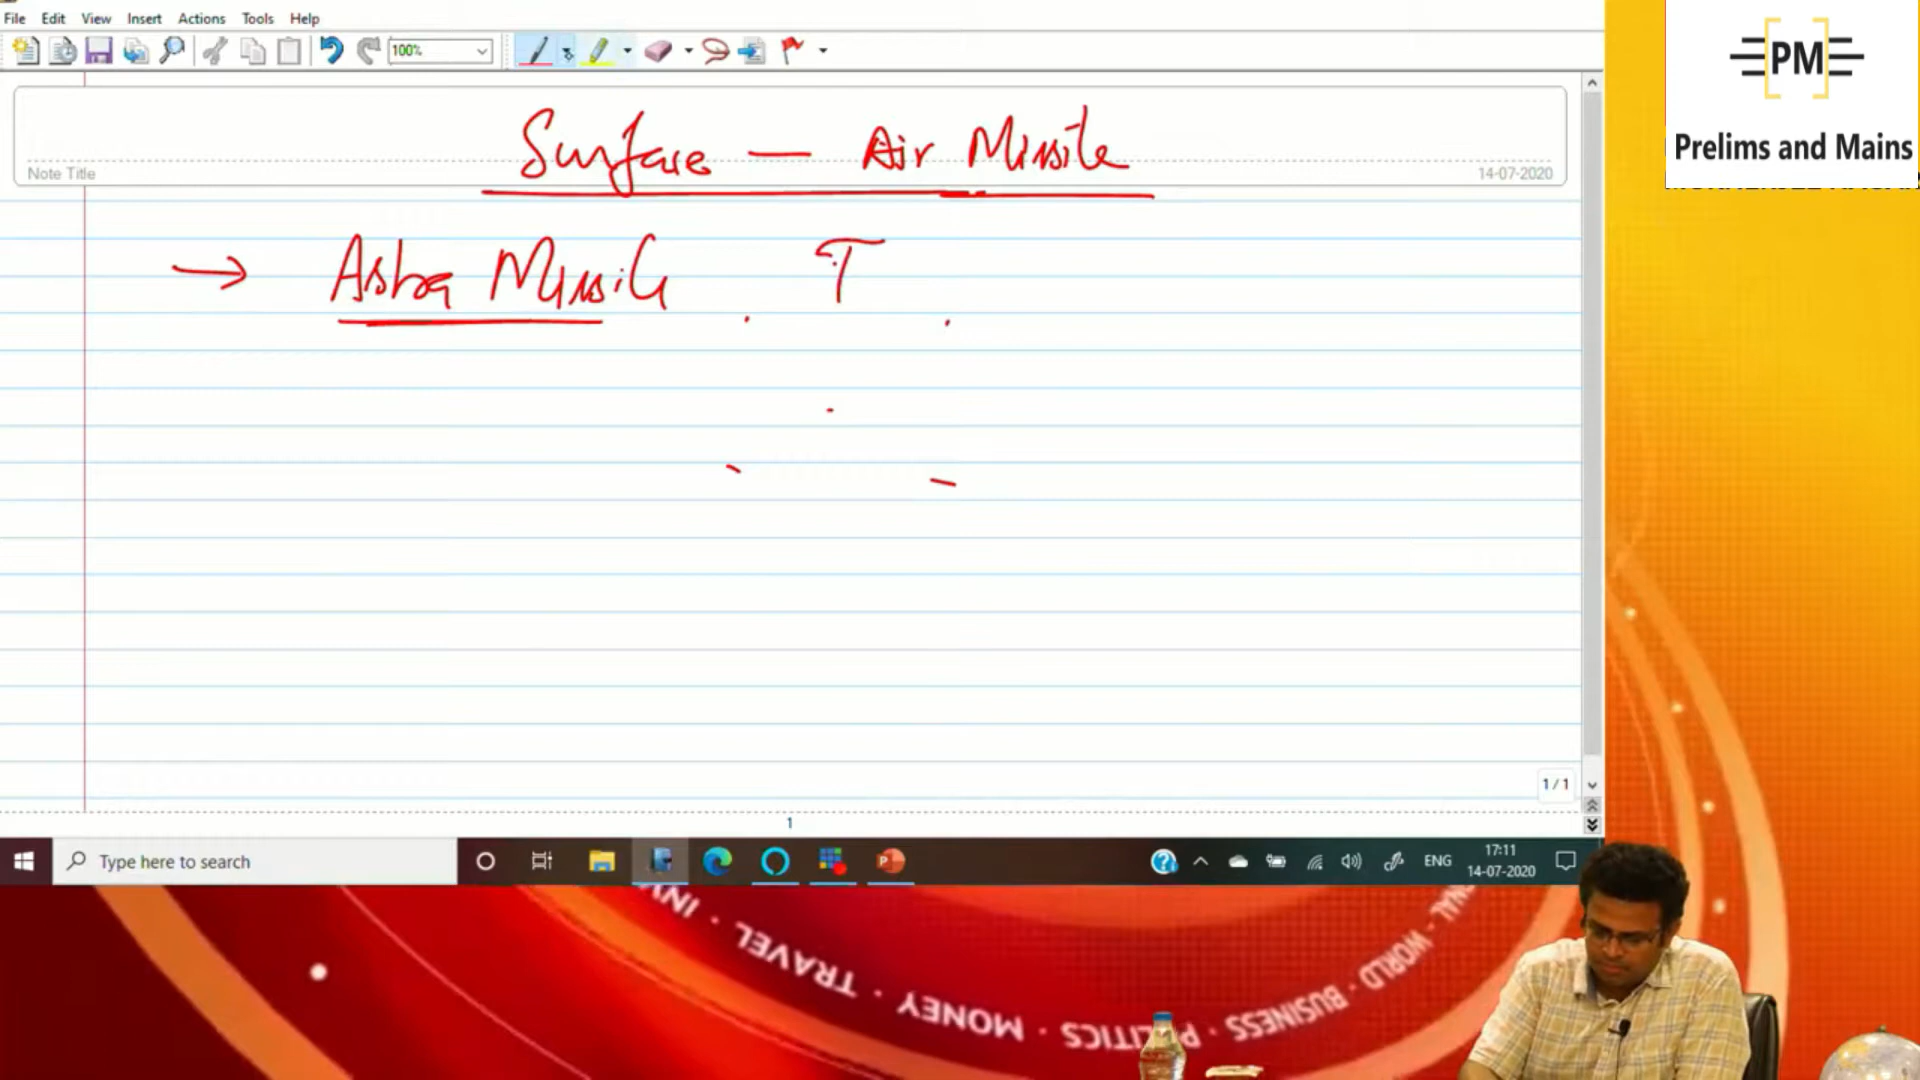 File Edit View Insert Actions Tools Help
100%
PM
Prelims and Mains
Surface — Air Missile
Note Title
14-07-2020
→ Astra Missile . T
1 / 1
1
Type here to search
ENG
17:11
14-07-2020
TRAVEL · MONEY · POLITICS · BUSINESS · WORLD